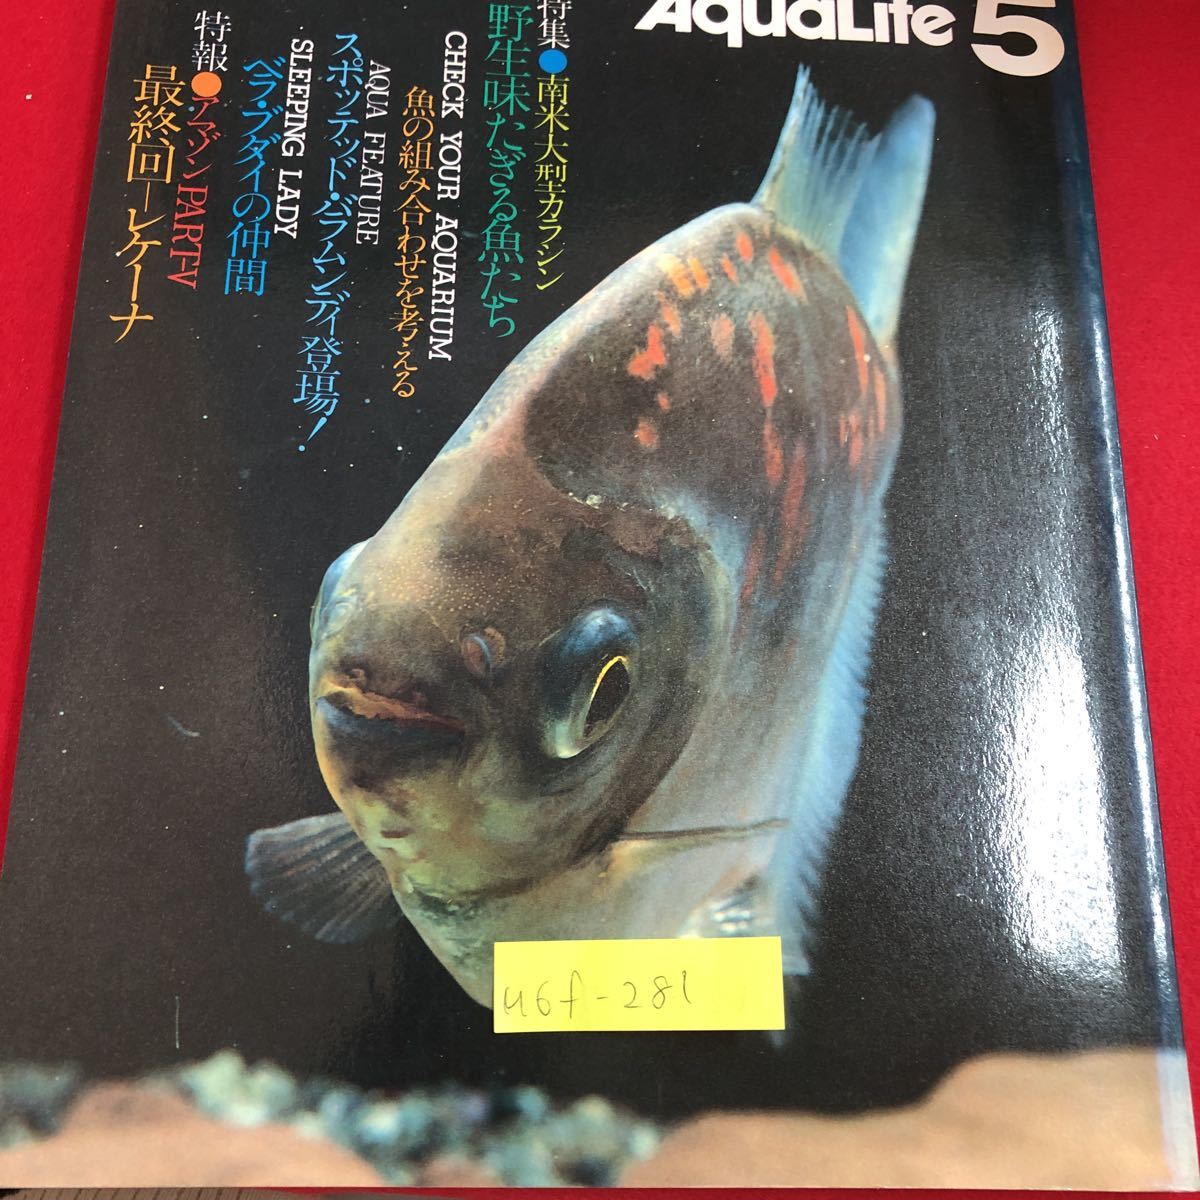 AquaLife 5
特集●南米大型カラシン
野生味たぎる魚たち
CHECK YOUR AQUARIUM
魚の組み合わせを考える
AQUA FEATURE
スポッテッド・バラムンディ登場!
SLEEPING LADY
ベラ・ブダイの仲間
特報●アマゾンPART-V
最終回—レケーナ
M6f-281